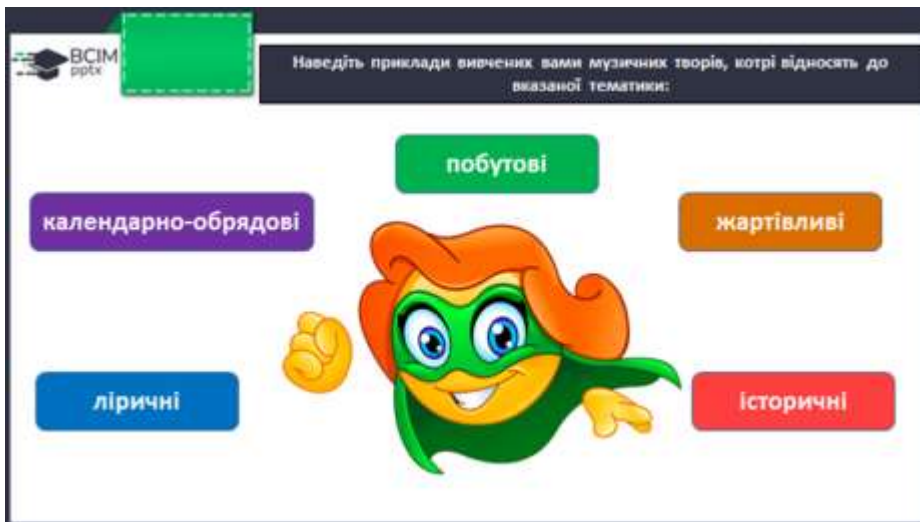 ВСІМ
pptx
Наведіть приклади вивчених вами музичних творів, котрі відносять до
вказаної тематики:
побутові
календарно-обрядові
жартівливі
ліричні
історичні